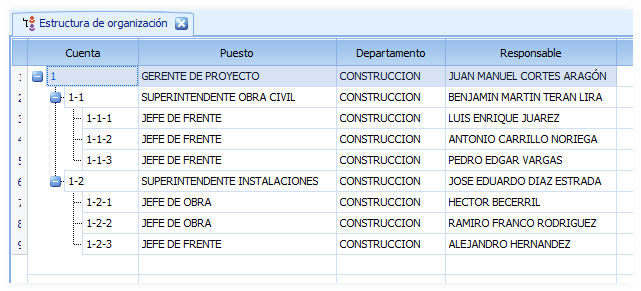 Estructura de organización
Cuenta Puesto Departamento Responsable
1 1 GERENTE DE PROYECTO CONSTRUCCION JUAN MANUEL CORTES ARAGÓN
2 1-1 SUPERINTENDENTE OBRA CIVIL CONSTRUCCION BENJAMIN MARTIN TERAN LIRA
3 1-1-1 JEFE DE FRENTE CONSTRUCCION LUIS ENRIQUE JUAREZ
4 1-1-2 JEFE DE FRENTE CONSTRUCCION ANTONIO CARRILLO NORIEGA
5 1-1-3 JEFE DE FRENTE CONSTRUCCION PEDRO EDGAR VARGAS
6 1-2 SUPERINTENDENTE INSTALACIONES CONSTRUCCION JOSE EDUARDO DIAZ ESTRADA
7 1-2-1 JEFE DE OBRA CONSTRUCCION HECTOR BECERRIL
8 1-2-2 JEFE DE OBRA CONSTRUCCION RAMIRO FRANCO RODRIGUEZ
9 1-2-3 JEFE DE FRENTE CONSTRUCCION ALEJANDRO HERNANDEZ